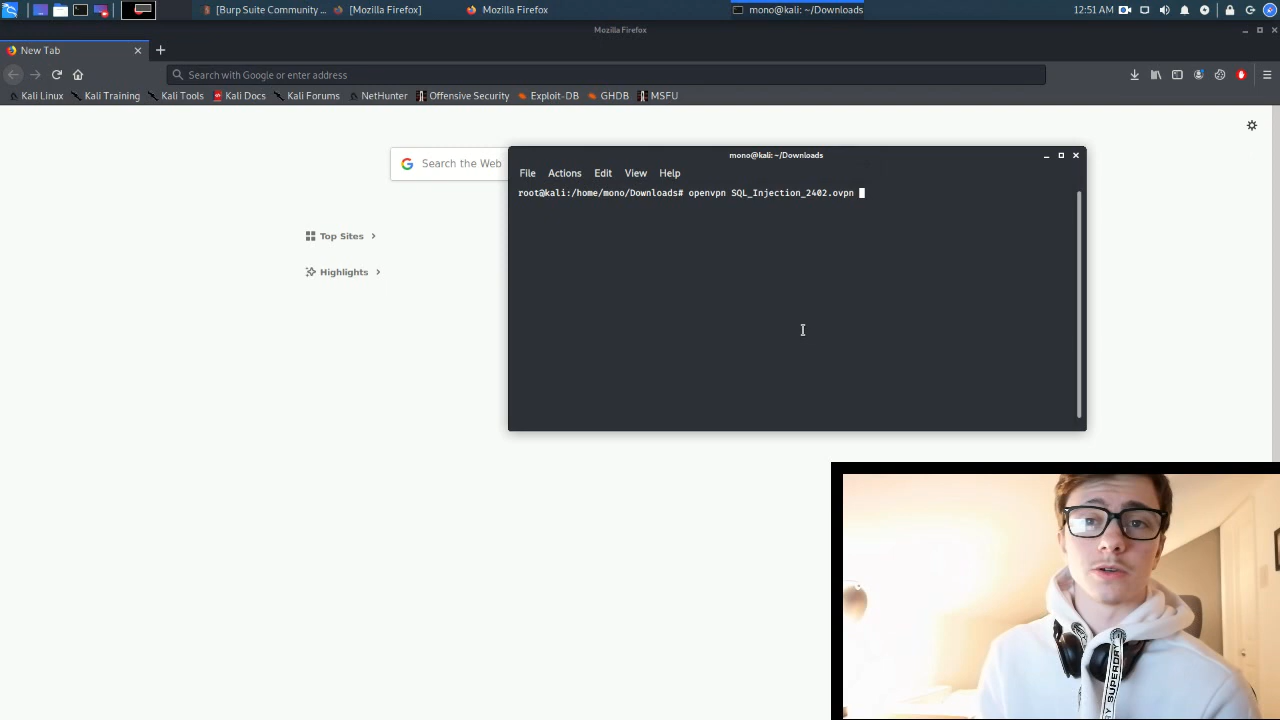 [Burp Suite Community ...
[Mozilla Firefox]
Mozilla Firefox
mono@kali: ~/Downloads
12:51 AM
Mozilla Firefox
New Tab
Search with Google or enter address
Kali Linux
Kali Training
Kali Tools
Kali Docs
Kali Forums
NetHunter
Offensive Security
Exploit-DB
GHDB
MSFU
Search the Web
Top Sites
Highlights
mono@kali: ~/Downloads
File Actions Edit View Help
root@kali:/home/mono/Downloads# openvpn SQL_Injection_2402.ovpn
SUPERDRY